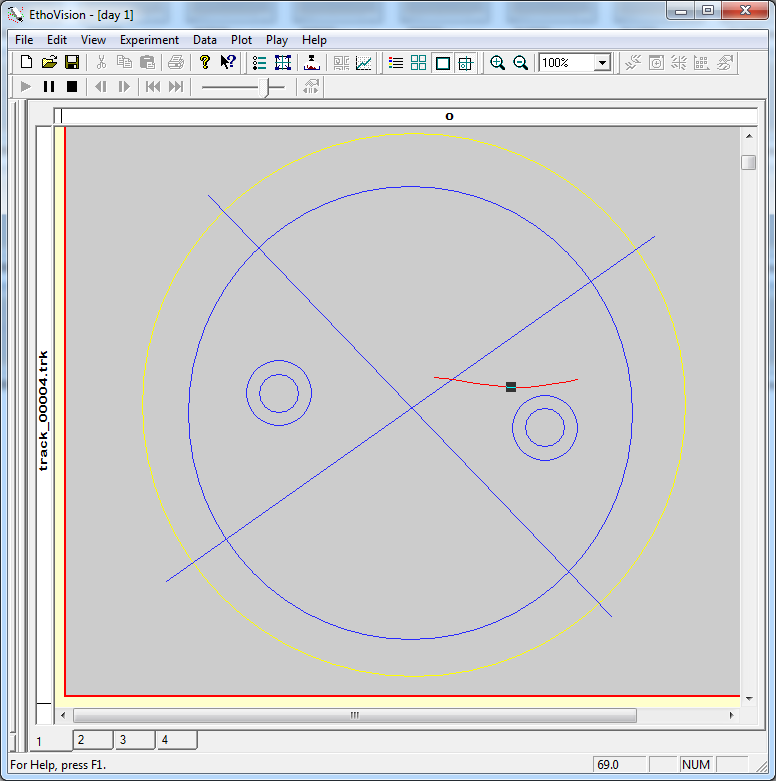 EthoVision - [day 1]
File Edit View Experiment Data Plot Play Help
100%
o
track_00004.trk
1 2 3 4
For Help, press F1.
69.0 NUM